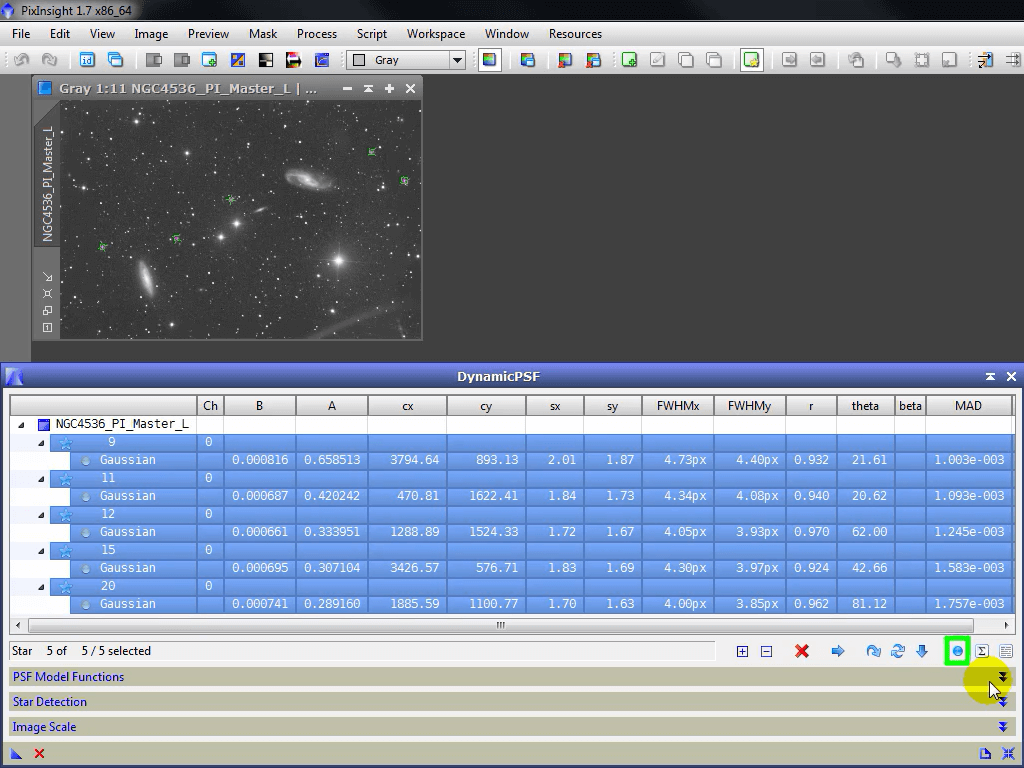 PixInsight 1.7 x86_64
File Edit View Image Preview Mask Process Script Workspace Window Resources
id Gray
Gray 1:11 NGC4536_PI_Master_L | ...
NGC4536_PI_Master_L
DynamicPSF
Ch B A cx cy sx sy FWHMx FWHMy r theta beta MAD
NGC4536_PI_Master_L
9 0
Gaussian 0.000816 0.658513 3794.64 893.13 2.01 1.87 4.73px 4.40px 0.932 21.61 1.003e-003
11 0
Gaussian 0.000687 0.420242 470.81 1622.41 1.84 1.73 4.34px 4.08px 0.940 20.62 1.093e-003
12 0
Gaussian 0.000661 0.333951 1288.89 1524.33 1.72 1.67 4.05px 3.93px 0.970 62.00 1.245e-003
15 0
Gaussian 0.000695 0.307104 3426.57 576.71 1.83 1.69 4.30px 3.97px 0.924 42.66 1.583e-003
20 0
Gaussian 0.000741 0.289160 1885.59 1100.77 1.70 1.63 4.00px 3.85px 0.962 81.12 1.757e-003
Star 5 of 5 / 5 selected Σ
PSF Model Functions
Star Detection
Image Scale